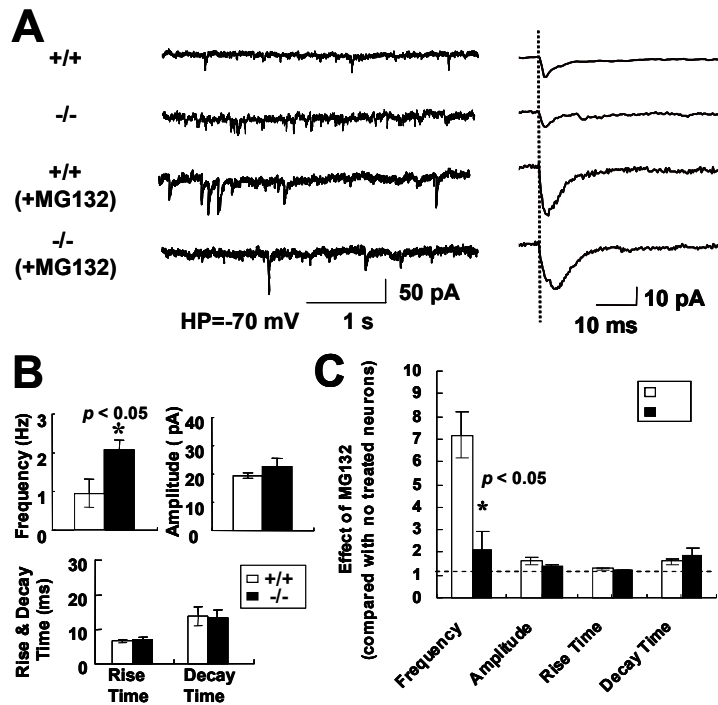 A
+/+
-/-
+/+
(+MG132)
-/-
(+MG132)
50 pA
HP=-70 mV
1 s
10 pA
10 ms
B
Frequency (Hz)
3
2
1
0
p < 0.05
*
Amplitude ( pA)
40
30
20
10
0
Rise & Decay
Time (ms)
30
20
10
0
+/+
-/-
Rise
Time
Decay
Time
C
Effect of MG132
(compared with no treated neurons)
10
9
8
7
6
5
4
3
2
1
0
p < 0.05
*
Frequency
Amplitude
Rise Time
Decay Time